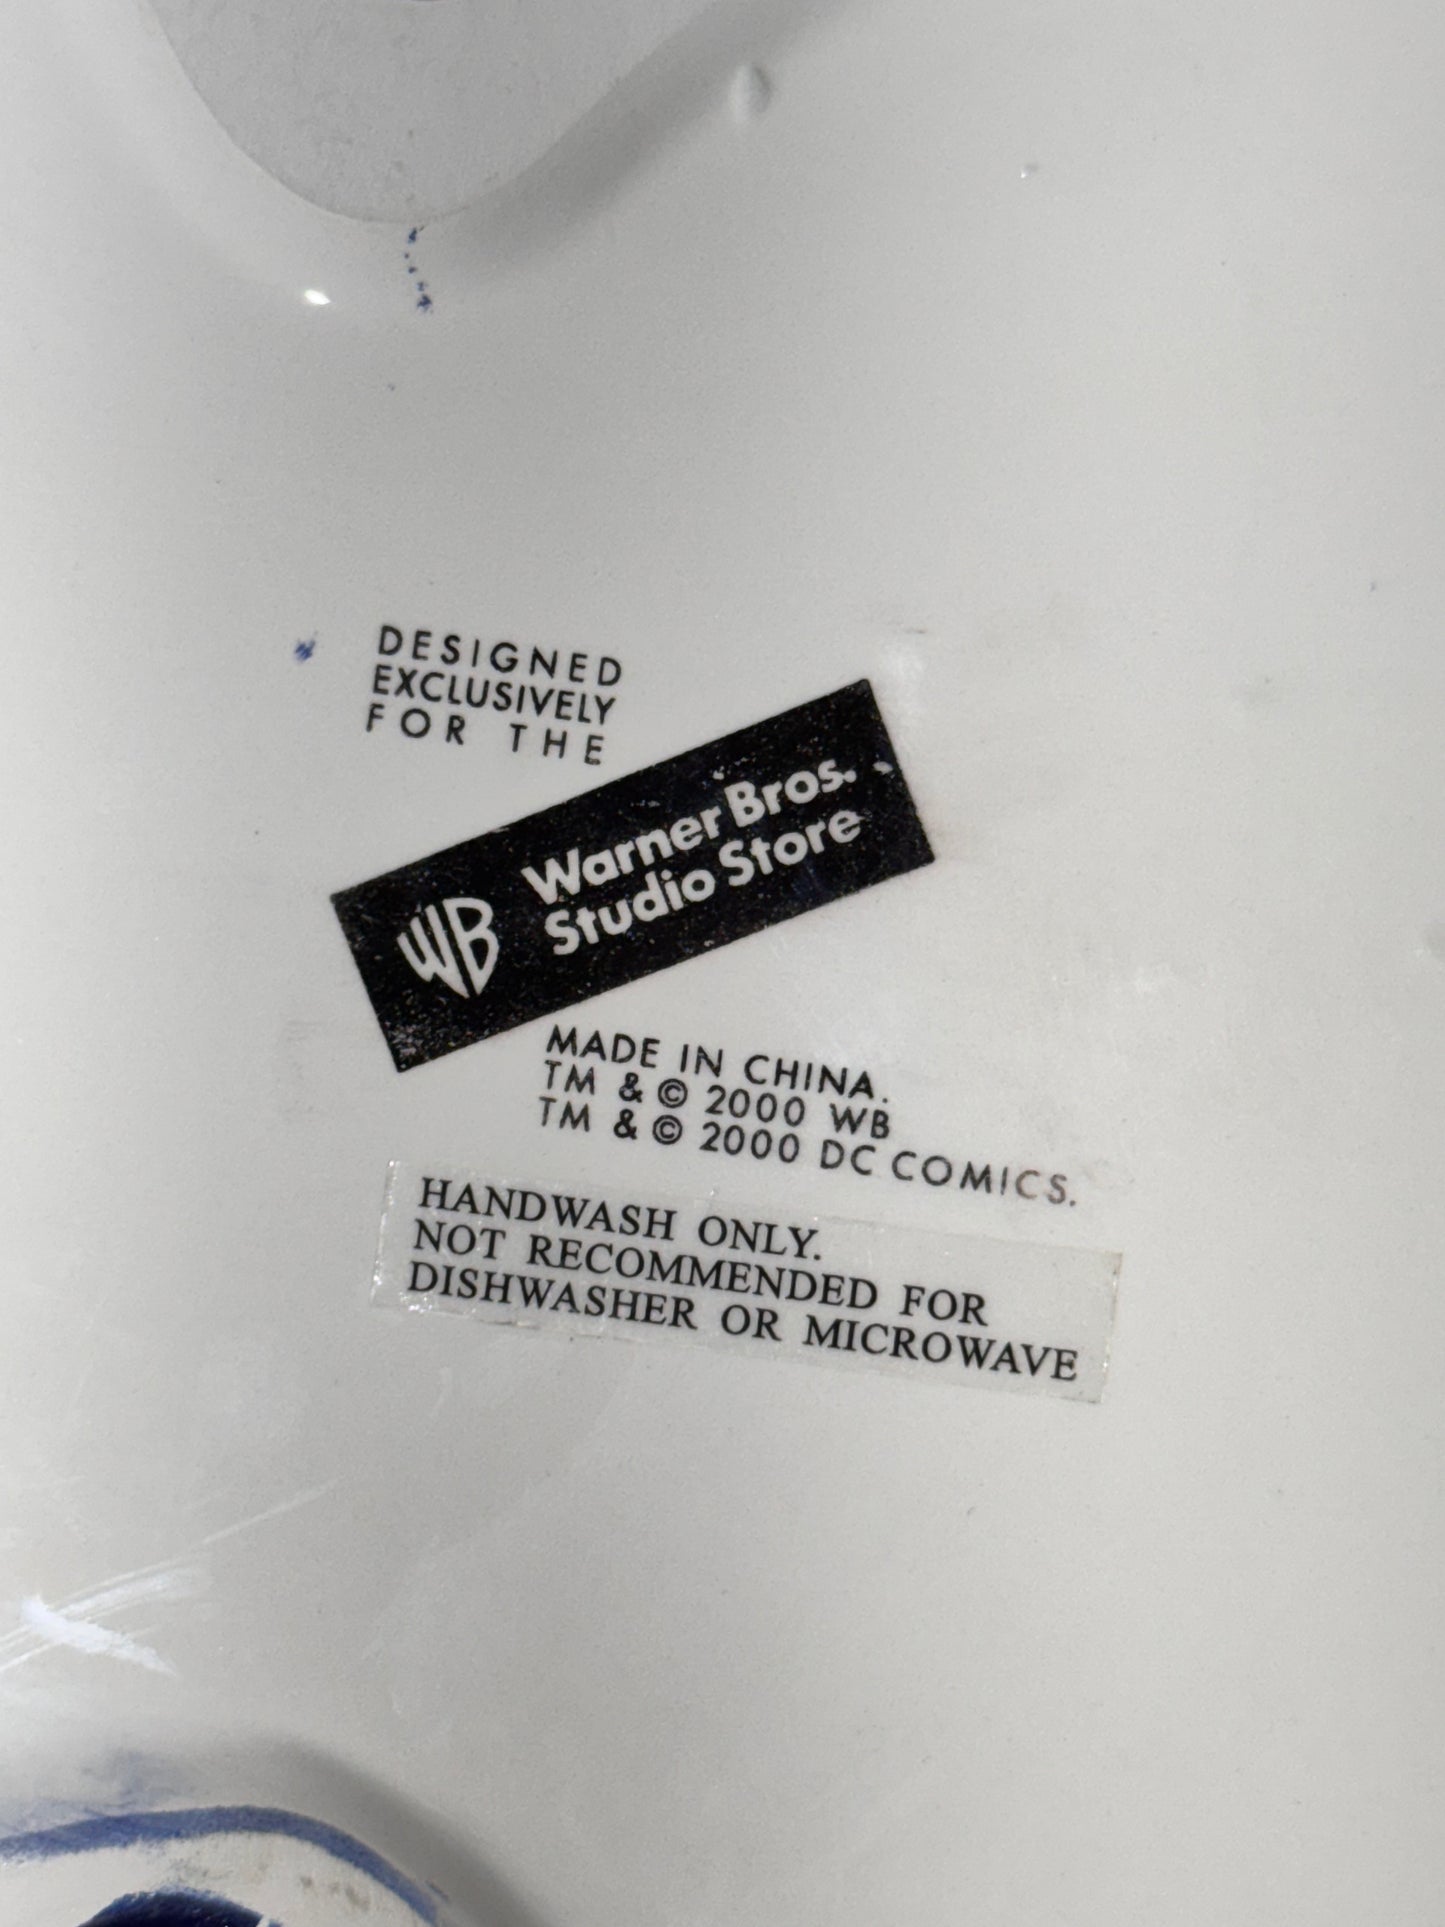 DESIGNED
EXCLUSIVELY
FOR THE
WB
Warner Bros.
Studio Store
MADE IN CHINA.
TM & © 2000 WB
TM & © 2000 DC COMICS.
HANDWASH ONLY.
NOT RECOMMENDED FOR
DISHWASHER OR MICROWAVE